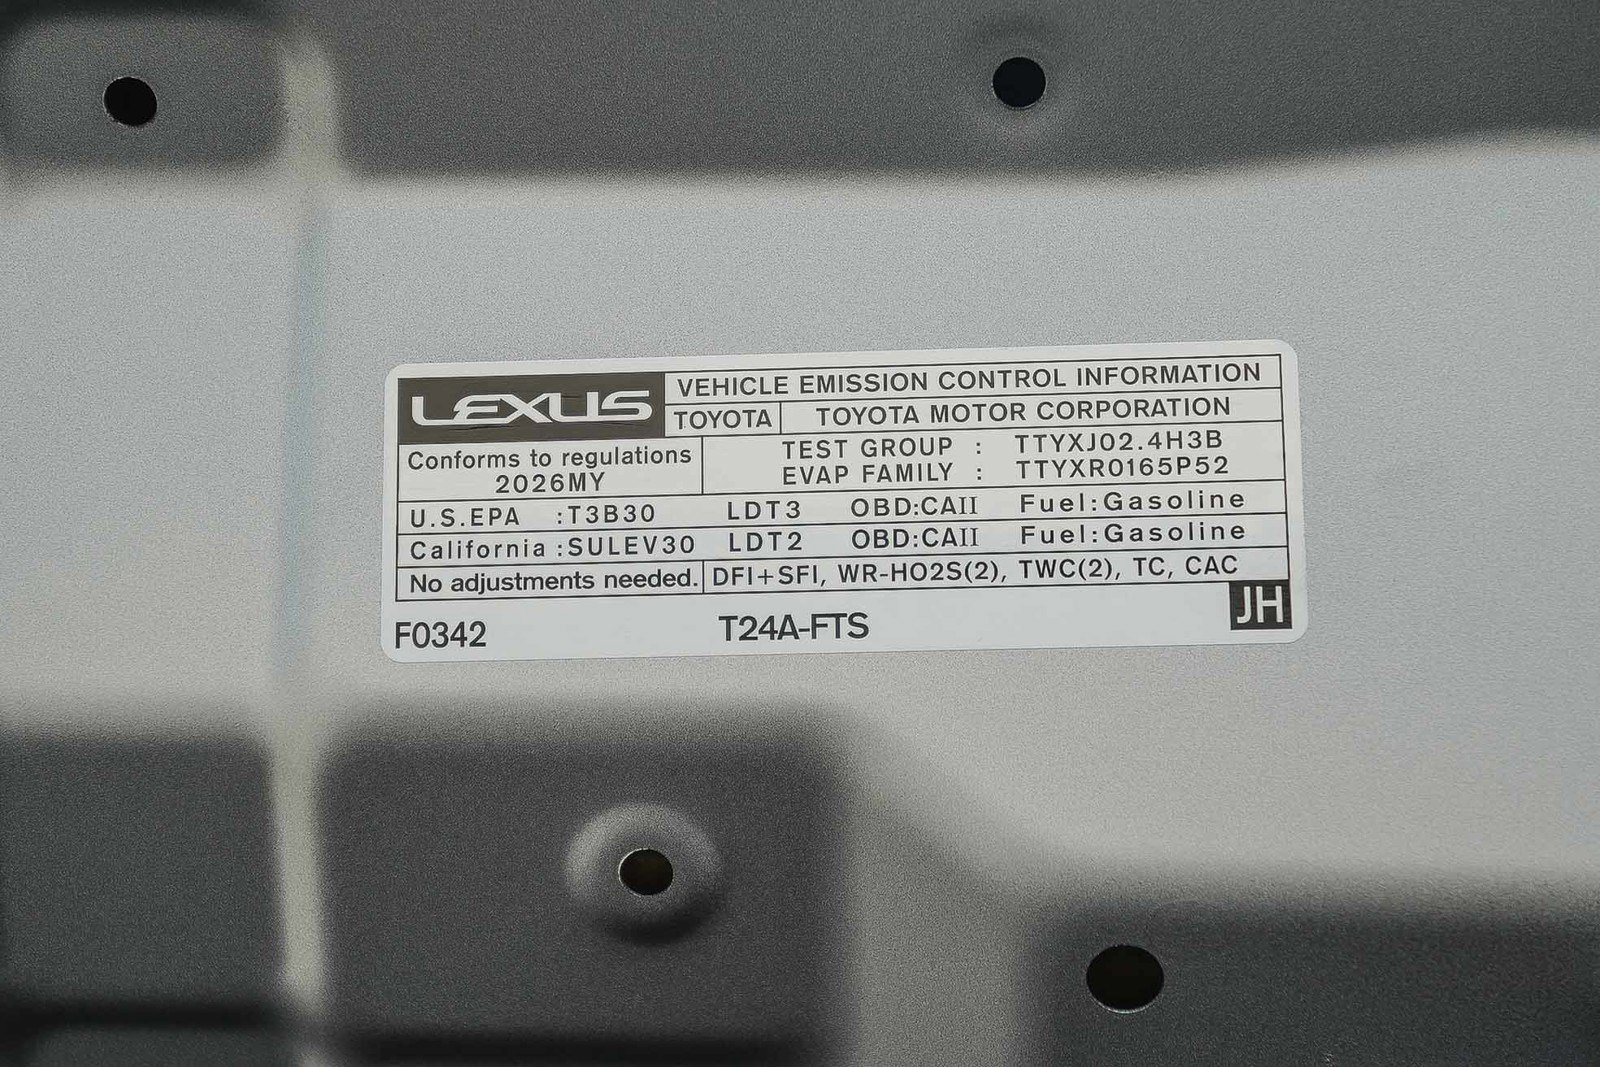 LEXUS
VEHICLE EMISSION CONTROL INFORMATION
TOYOTA TOYOTA MOTOR CORPORATION
Conforms to regulations
2026MY
TEST GROUP : TTYXJ02.4H3B
EVAP FAMILY : TTYXR0165P52
U.S.EPA :T3B30 LDT3 OBD:CAII Fuel:Gasoline
California :SULEV30 LDT2 OBD:CAII Fuel:Gasoline
No adjustments needed. DFI+SFI, WR-HO2S(2), TWC(2), TC, CAC
F0342 T24A-FTS JH